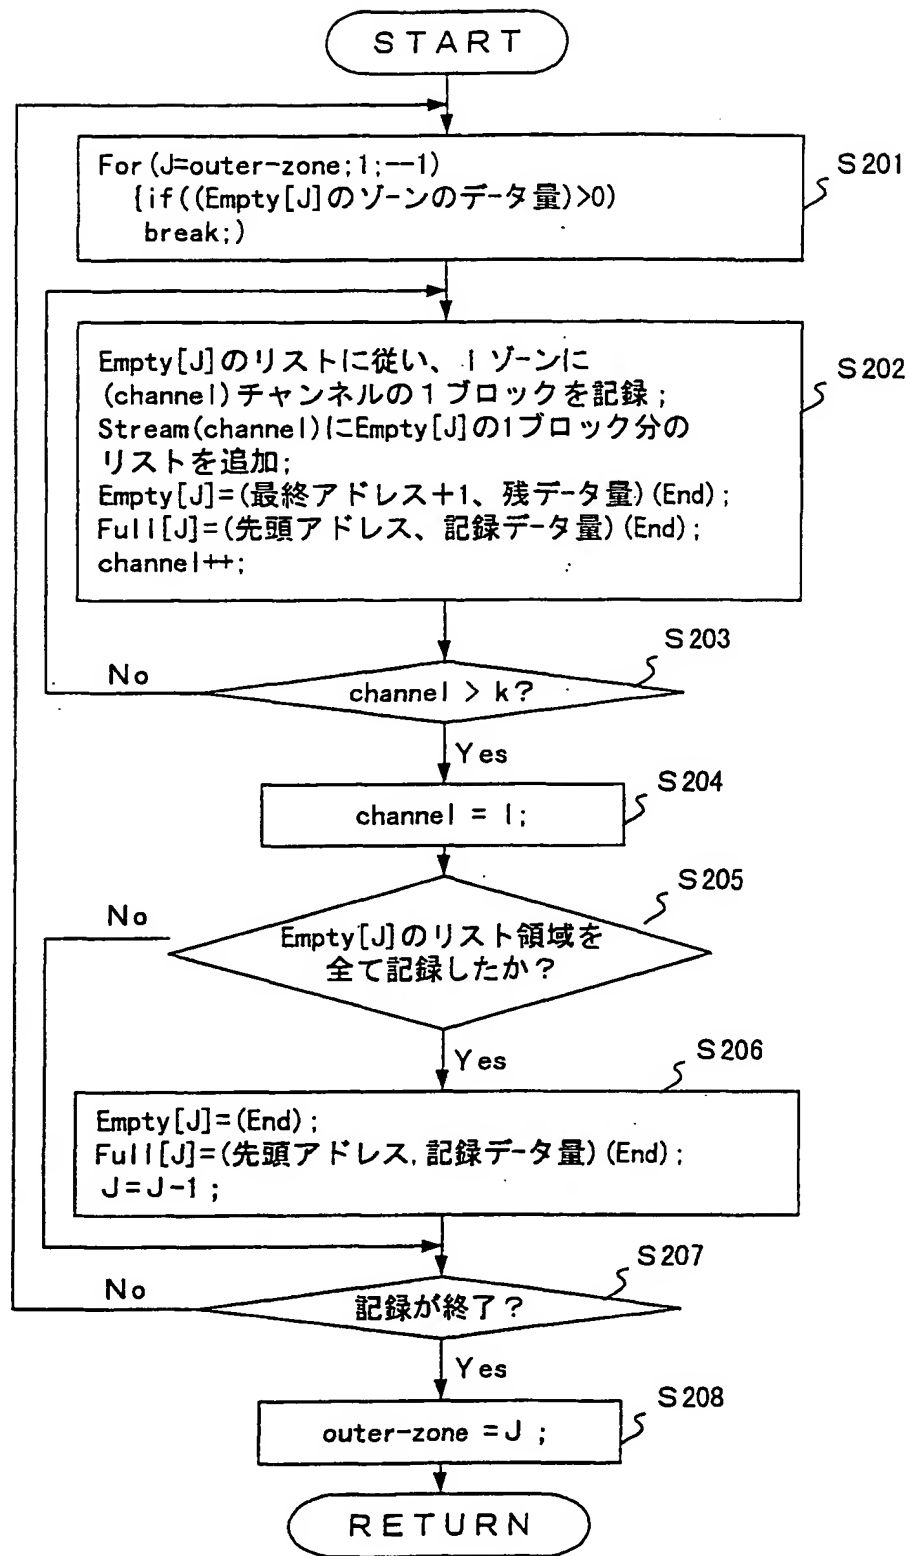 START
For(J=outer-zone;1;--1)
{if((Empty[J]のゾーンのデータ量)>0)
break;)
S201
Empty[J]のリストに従い、1 ゾーンに
(channel)チャンネルの1ブロックを記録;
Stream(channel)にEmpty[J]の1ブロック分の
リストを追加;
Empty[J]=(最終アドレス+1、残データ量)(End);
Full[J]=(先頭アドレス、記録データ量)(End);
channel++;
S202
S203
No
channel > k?
Yes
S204
channel = 1;
S205
No
Empty[J]のリスト領域を
全て記録したか?
Yes
S206
Empty[J]=(End);
Full[J]=(先頭アドレス,記録データ量)(End);
J=J-1;
S207
No
記録が終了?
Yes
S208
outer-zone =J ;
RETURN